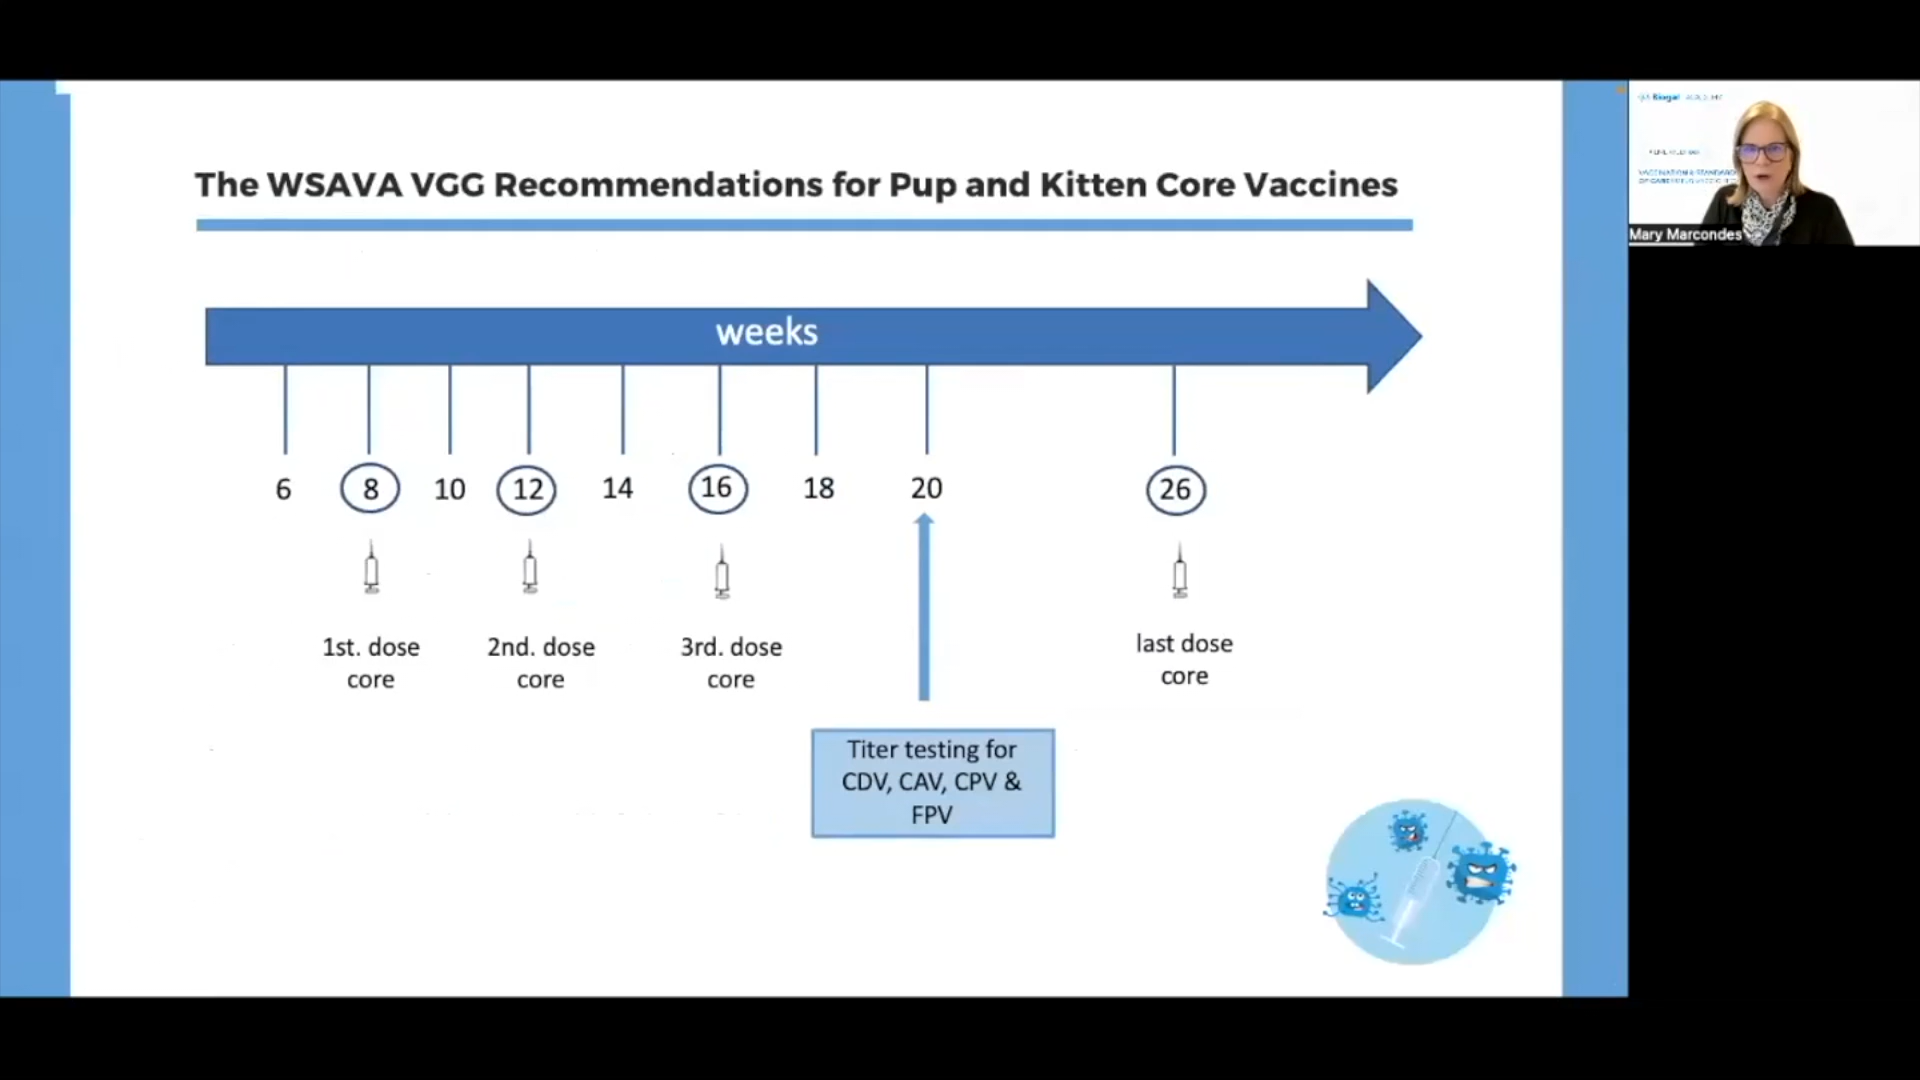 The WSAVA VGG Recommendations for Pup and Kitten Core Vaccines
weeks
6 8 10 12 14 16 18 20 26
1st. dose
core
2nd. dose
core
3rd. dose
core
last dose
core
Titer testing for
CDV, CAV, CPV &
FPV
Biogal
Mary Marcondes